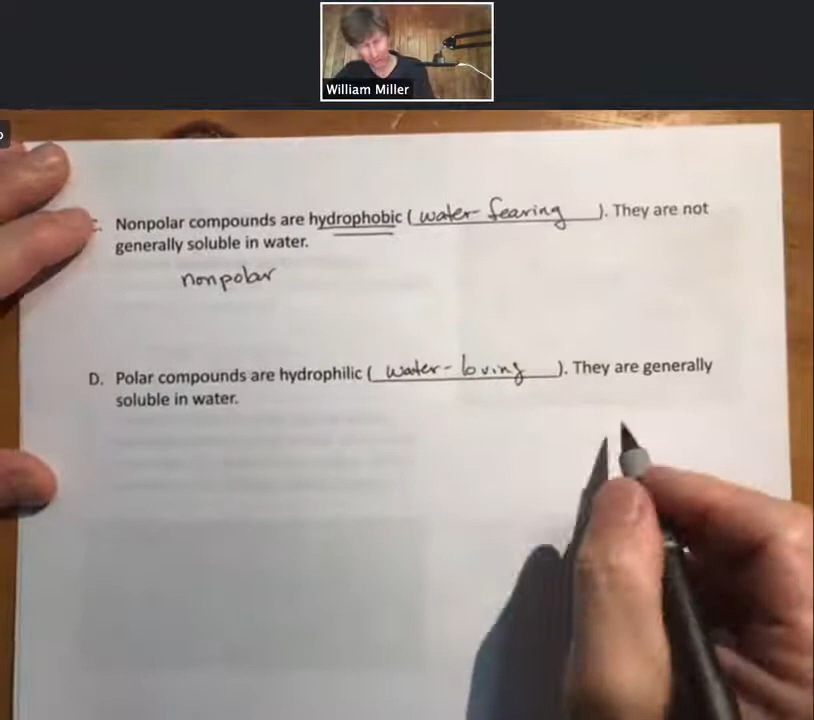 William Miller
C. Nonpolar compounds are hydrophobic ( water-fearing ). They are not
generally soluble in water.
nonpolar
D. Polar compounds are hydrophilic ( water-loving ). They are generally
soluble in water.